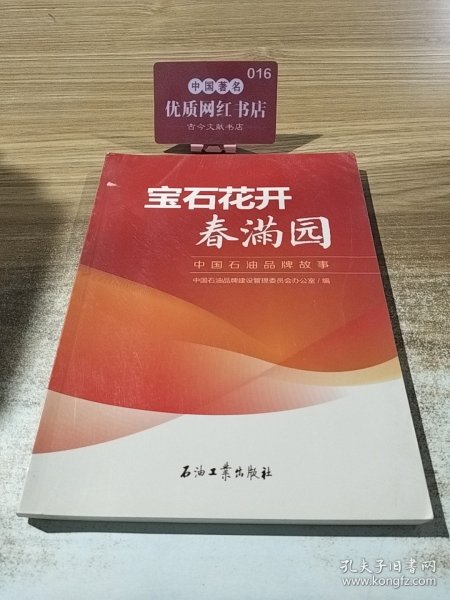 016
中国著名
优质网红书店
古今文献书店
宝石花开
春满园
中国石油品牌故事
中国石油品牌建设管理委员会办公室/编
石油工业出版社
孔夫子旧书网
www.kongfz.com